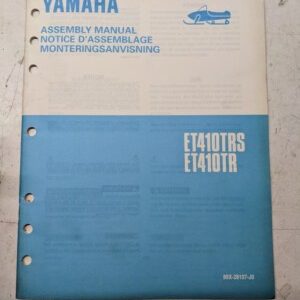 YAMAHA
ASSEMBLY MANUAL
NOTICE D'ASSEMBLAGE
MONTERINGSANVISNING
ET410TRS
ET410TR